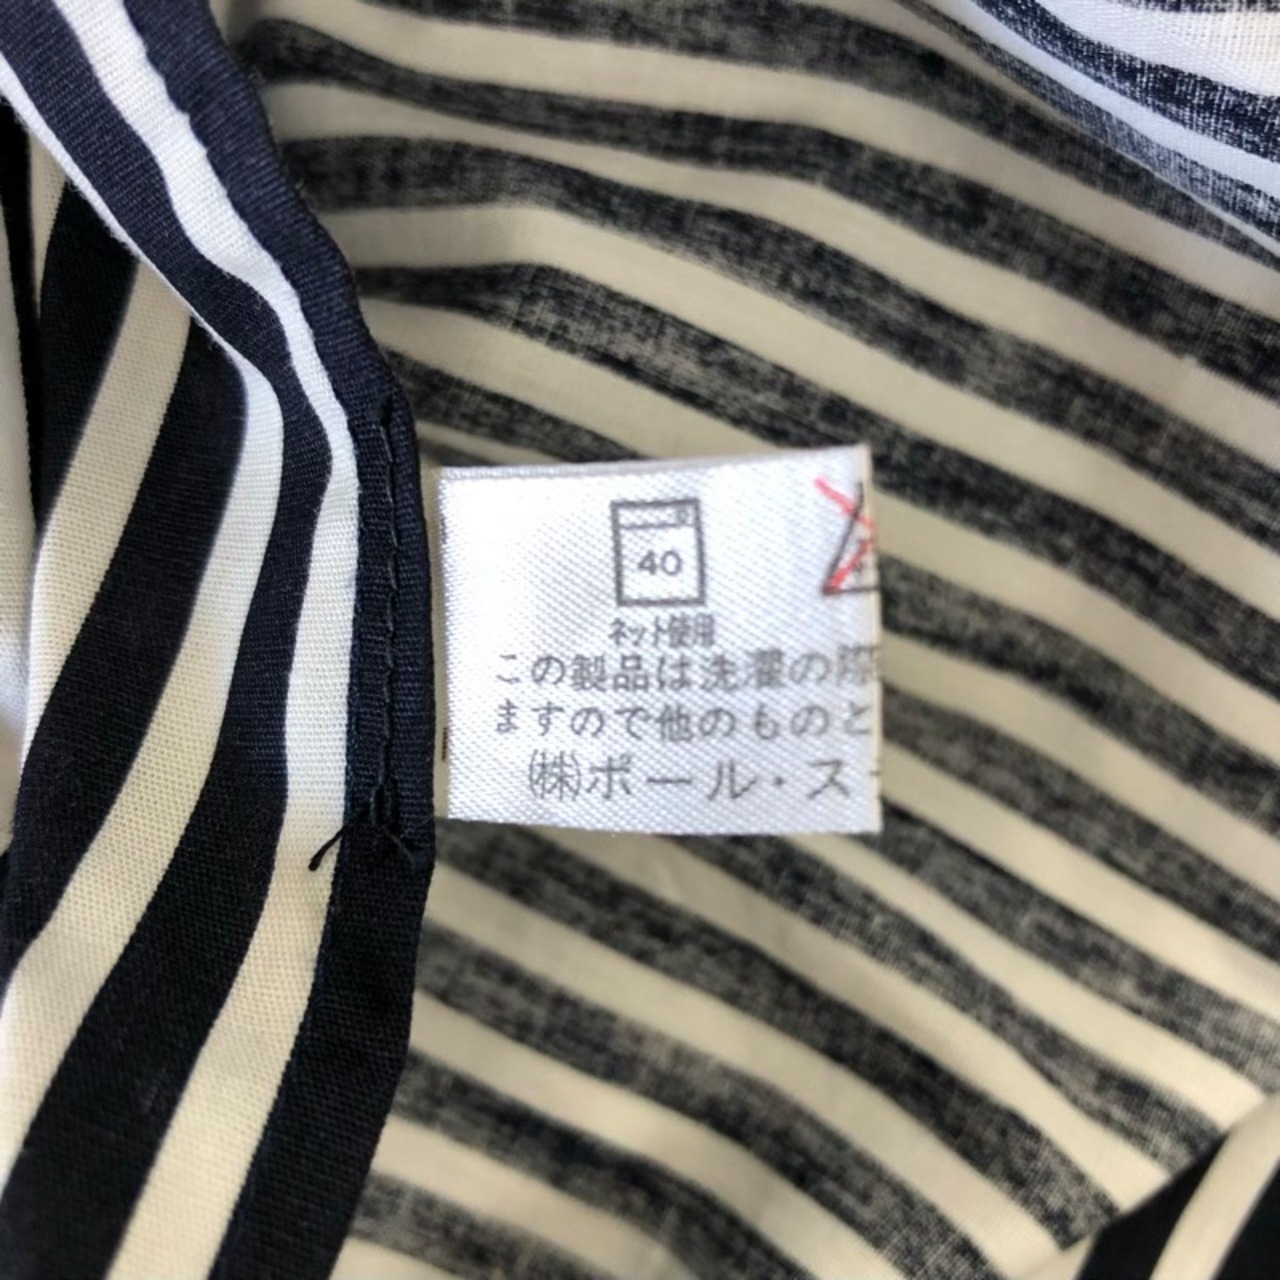 40
ネット使用
この製品は洗濯の際
ますので他のものと
㈱ポール・ス